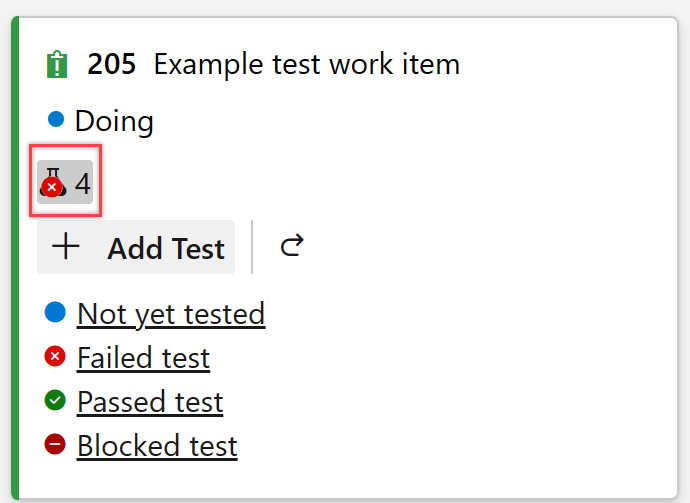 205 Example test work item
Doing
4
Add Test
Not yet tested
Failed test
Passed test
Blocked test